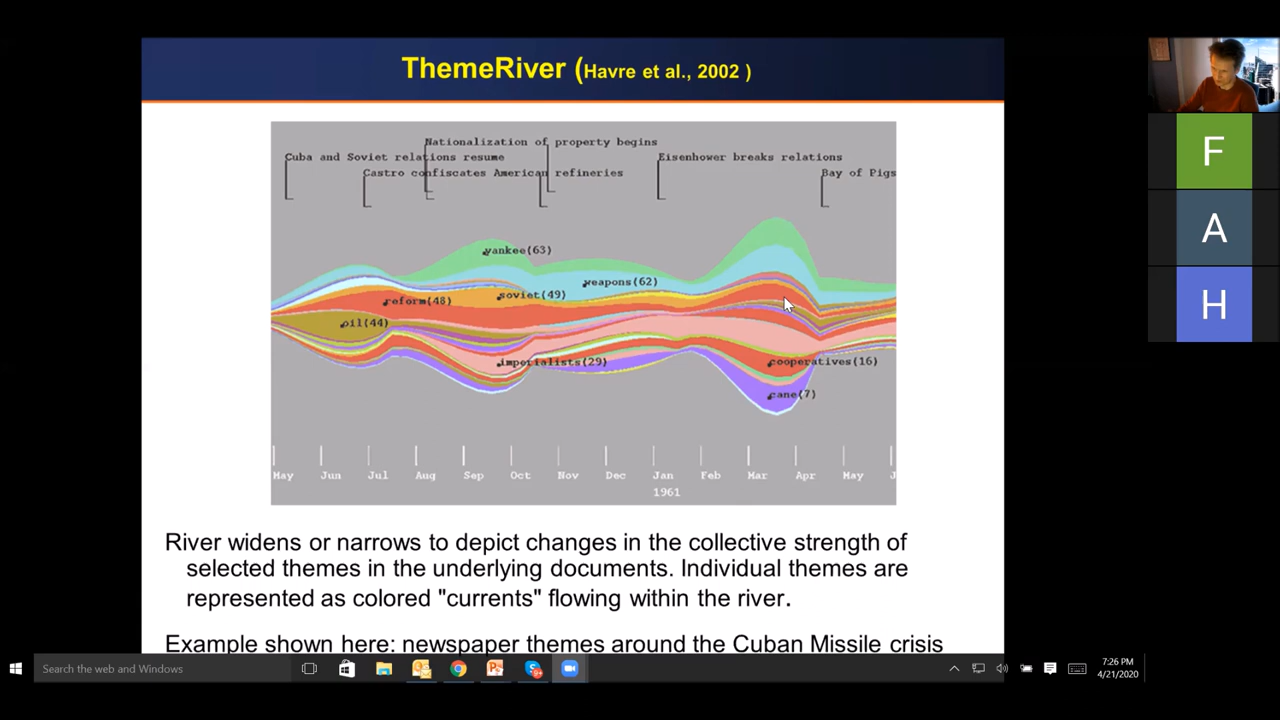 ThemeRiver (Havre et al., 2002 )
Nationalization of property begins
Cuba and Soviet relations resume
Eisenhower breaks relations
Castro confiscates American refineries
Bay of Pigs
yankee(63)
weapons(62)
soviet(49)
reform(48)
oil(44)
imperialists(29)
cooperatives(16)
cane(7)
May Jun Jul Aug Sep Oct Nov Dec Jan Feb Mar Apr May J
1961
River widens or narrows to depict changes in the collective strength of
selected themes in the underlying documents. Individual themes are
represented as colored "currents" flowing within the river.
Example shown here: newspaper themes around the Cuban Missile crisis
F
A
H
Search the web and Windows
7:26 PM
4/21/2020